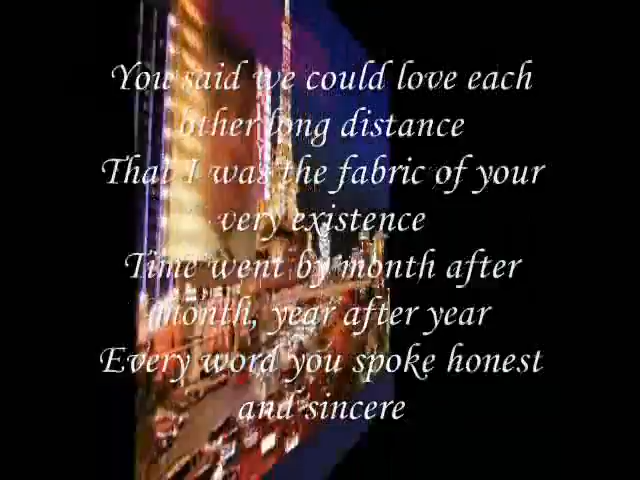 You said we could love each
other long distance
That I was the fabric of your
very existence
Time went by month after
month, year after year
Every word you spoke honest
and sincere